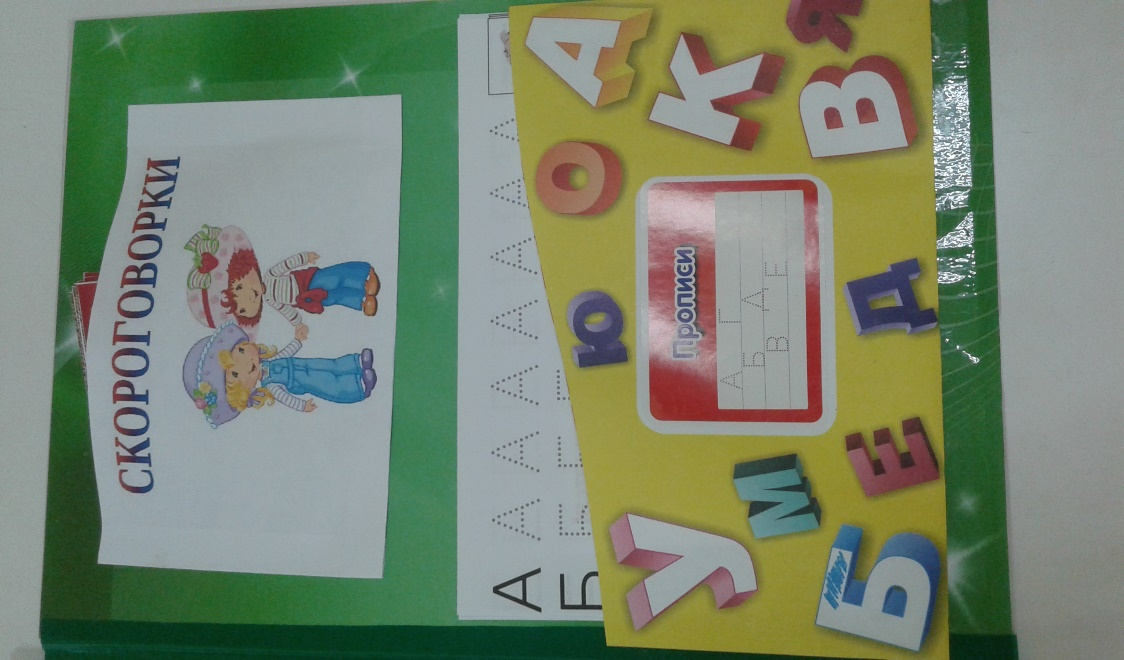 СКОРОГОВОРКИ
А А А А А А А А
Б Б Б Б
Ю О Д
У К Я
Прописи
А Г
Б Д
В Е
М
Б Е Д В